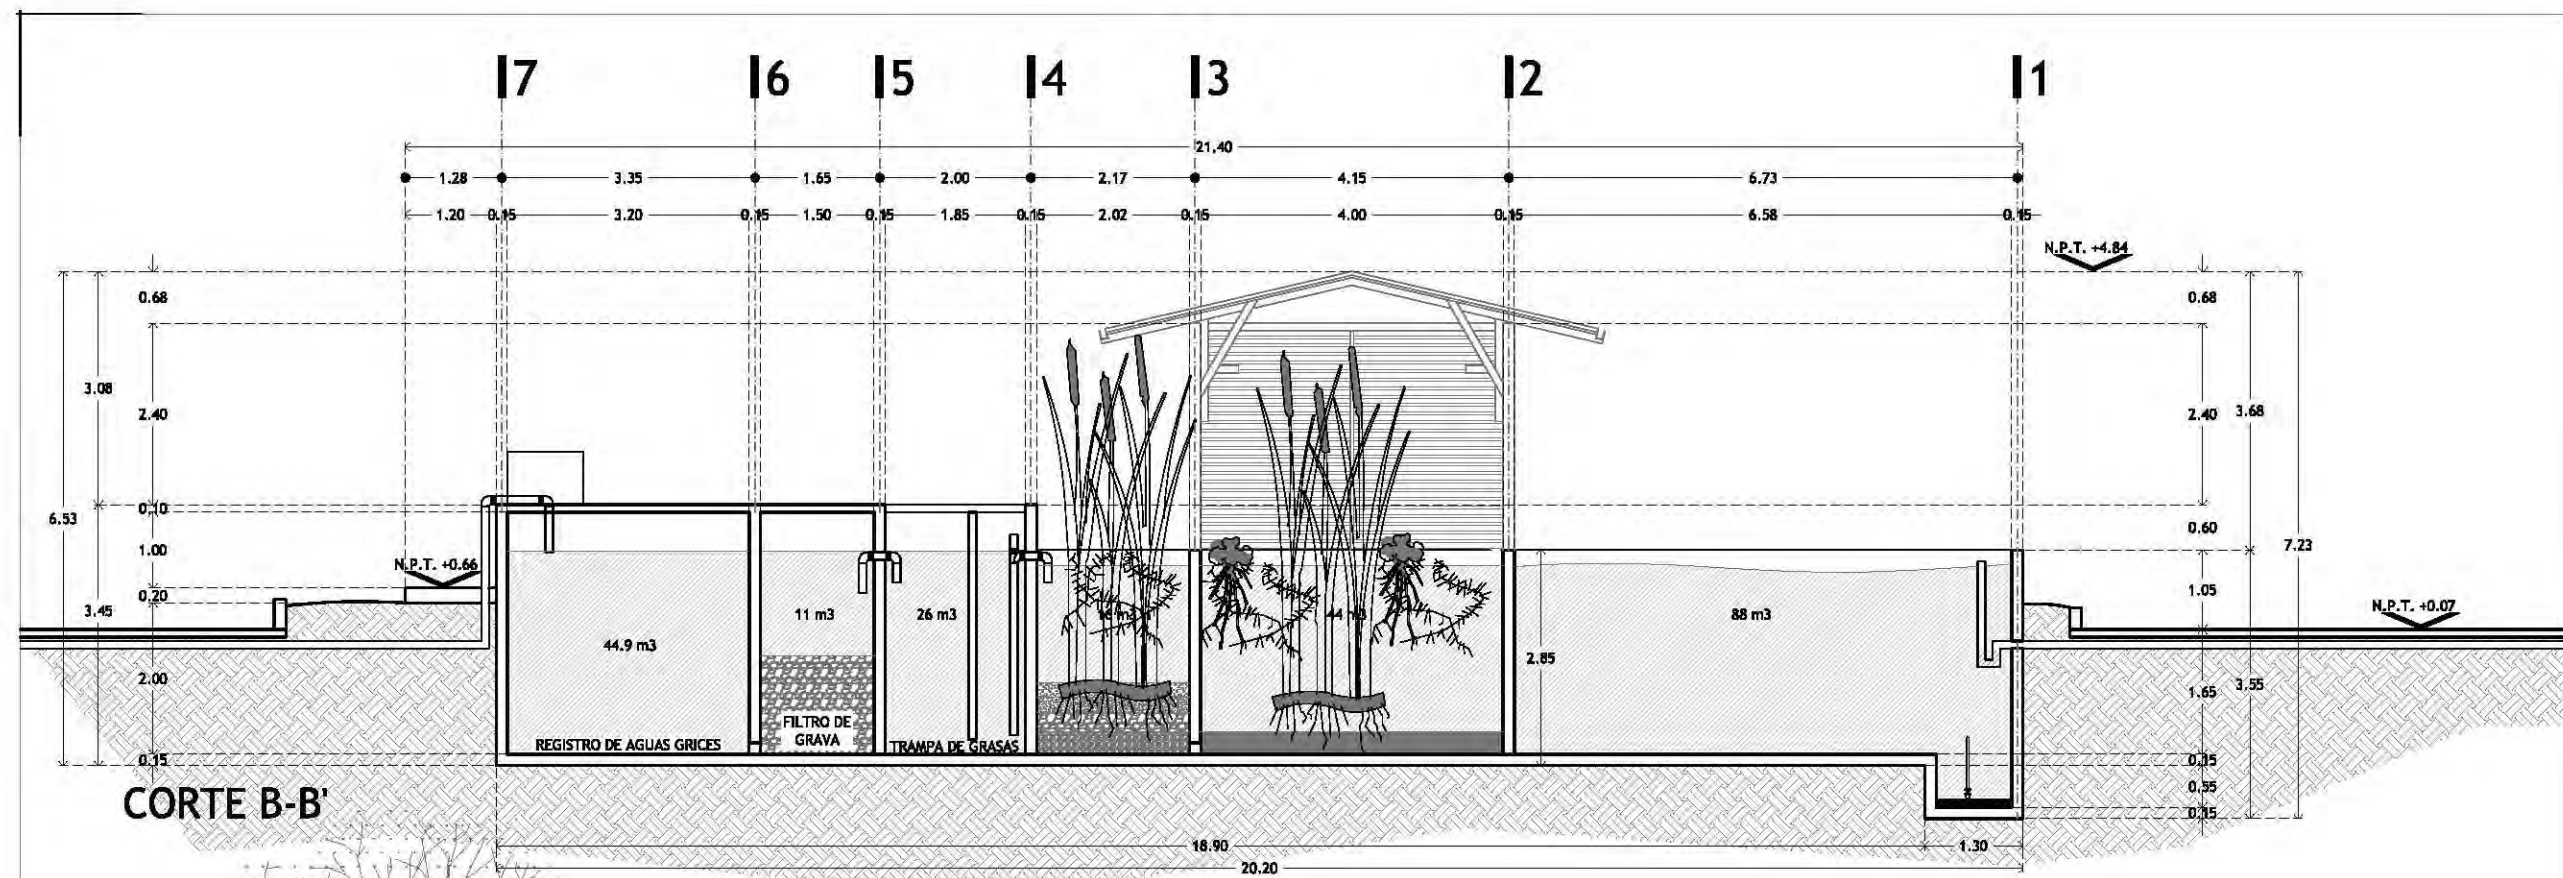 7 6 5 4 3 2 1
21.40
1.28 3.35 1.65 2.00 2.17 4.15 6.73
1.20 0.15 3.20 0.15 1.50 0.15 1.85 0.15 2.02 0.15 4.00 0.15 6.58 0.15
N.P.T. +4.84
0.68
0.68
3.08
2.40
2.40
3.68
6.53
0.10
0.60
7.23
1.00
N.P.T. +0.66
0.20
3.45
1.05
N.P.T. +0.07
44.9 m3
11 m3
26 m3
44 m3
88 m3
2.85
2.00
1.65
3.55
FILTRO DE
GRAVA
REGISTRO DE AGUAS GRICES
TRAMPA DE GRASAS
0.15
0.15
0.55
0.15
CORTE B-B'
18.90
1.30
20.20